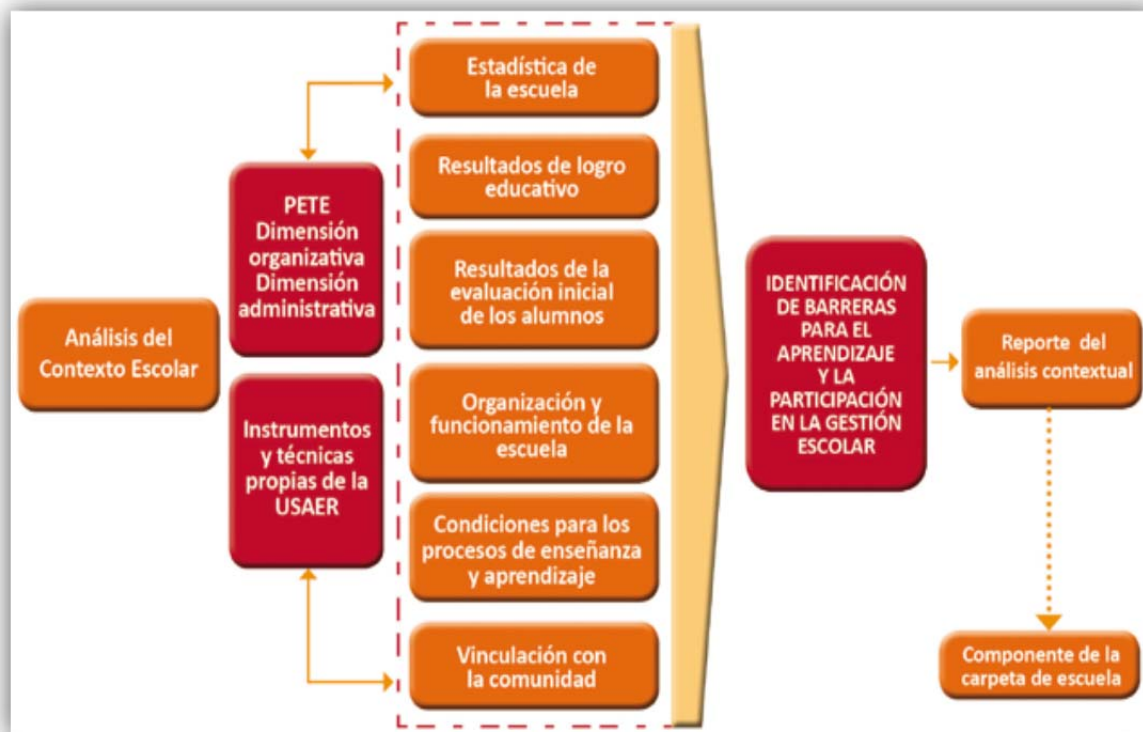 Análisis del
Contexto Escolar
PETE
Dimensión
organizativa
Dimensión
administrativa
Instrumentos
y técnicas
propias de la
USAER
Estadística de
la escuela
Resultados de logro
educativo
Resultados de la
evaluación inicial
de los alumnos
Organización y
funcionamiento de la
escuela
Condiciones para los
procesos de enseñanza
y aprendizaje
Vinculación con
la comunidad
IDENTIFICACIÓN
DE BARRERAS
PARA EL
APRENDIZAJE
Y LA
PARTICIPACIÓN
EN LA GESTIÓN
ESCOLAR
Reporte del
análisis contextual
Componente de la
carpeta de escuela